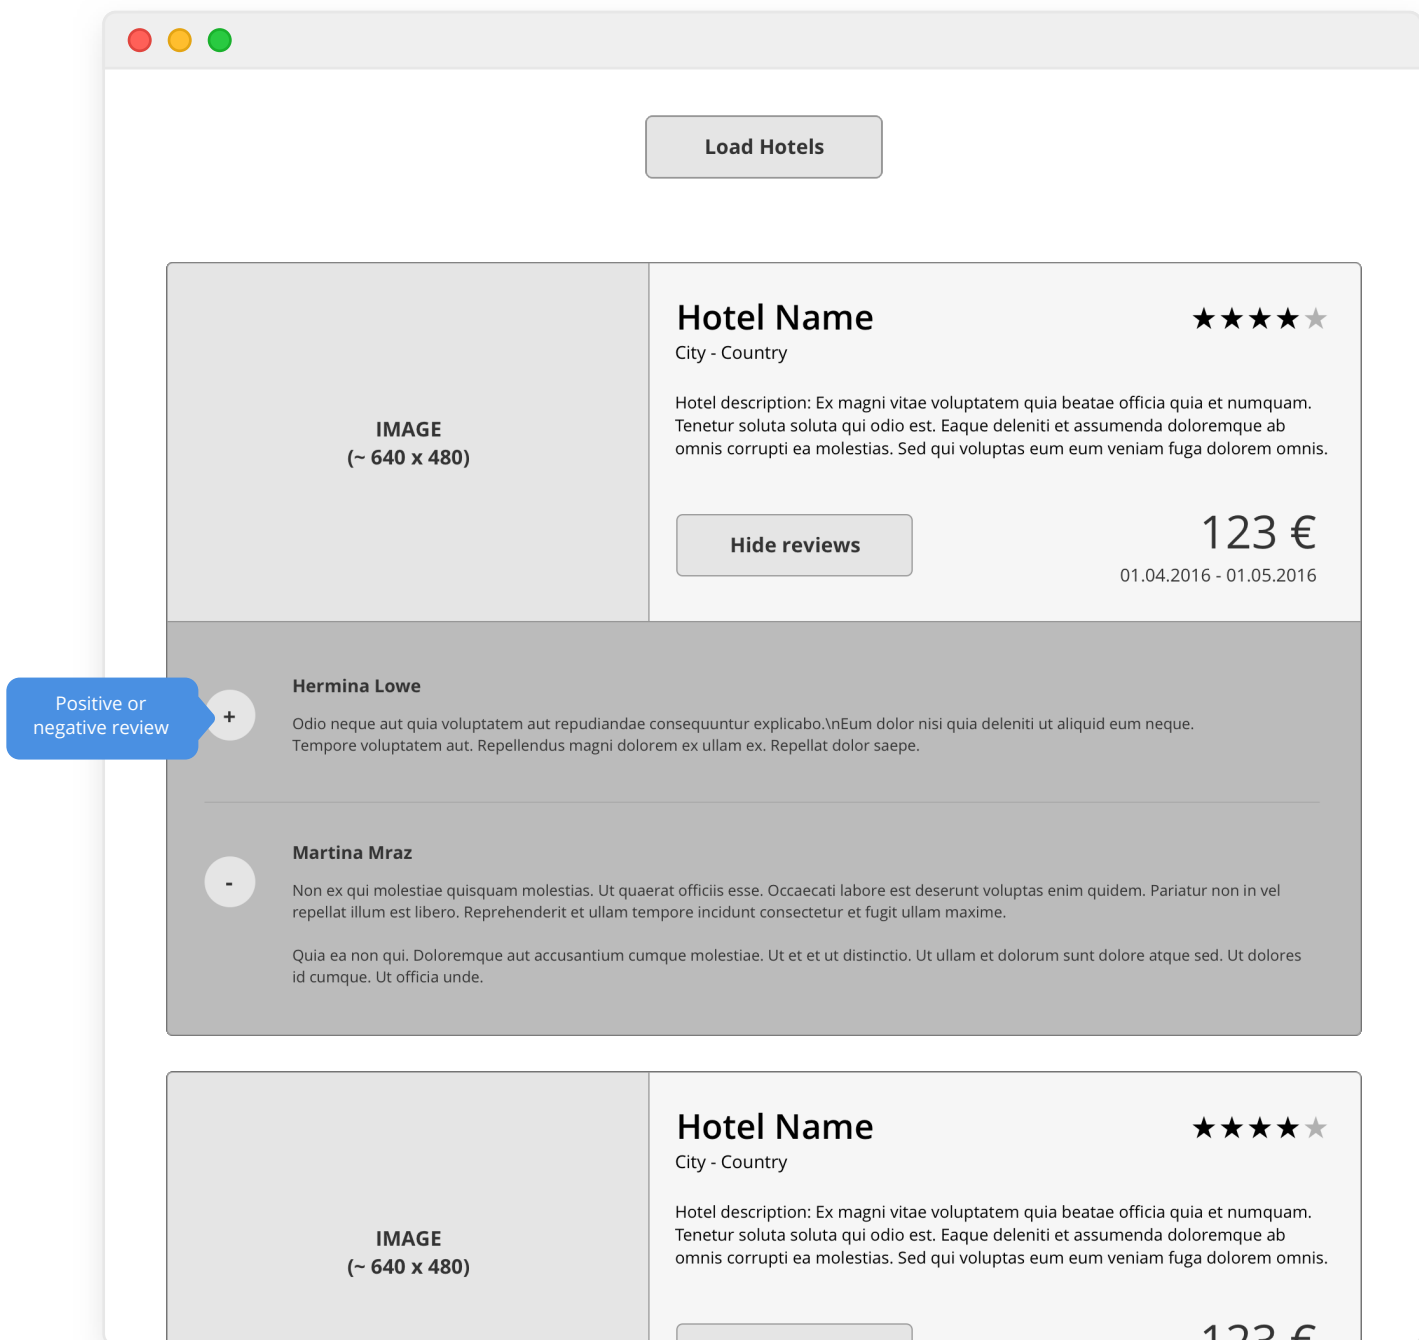 Load Hotels
IMAGE
(~ 640 x 480)
Hotel Name
★★★★★
City - Country
Hotel description: Ex magni vitae voluptatem quia beatae officia quia et numquam.
Tenetur soluta soluta qui odio est. Eaque deleniti et assumenda doloremque ab
omnis corrupti ea molestias. Sed qui voluptas eum eum veniam fuga dolorem omnis.
Hide reviews
123 €
01.04.2016 - 01.05.2016
Positive or
negative review
+
Hermina Lowe
Odio neque aut quia voluptatem aut repudiandae consequuntur explicabo.\nEum dolor nisi quia deleniti ut aliquid eum neque.
Tempore voluptatem aut. Repellendus magni dolorem ex ullam ex. Repellat dolor saepe.
-
Martina Mraz
Non ex qui molestiae quisquam molestias. Ut quaerat officiis esse. Occaecati labore est deserunt voluptas enim quidem. Pariatur non in vel
repellat illum est libero. Reprehenderit et ullam tempore incidunt consectetur et fugit ullam maxime.
Quia ea non qui. Doloremque aut accusantium cumque molestiae. Ut et et ut distinctio. Ut ullam et dolorum sunt dolore atque sed. Ut dolores
id cumque. Ut officia unde.
IMAGE
(~ 640 x 480)
Hotel Name
★★★★★
City - Country
Hotel description: Ex magni vitae voluptatem quia beatae officia quia et numquam.
Tenetur soluta soluta qui odio est. Eaque deleniti et assumenda doloremque ab
omnis corrupti ea molestias. Sed qui voluptas eum eum veniam fuga dolorem omnis.
123 €